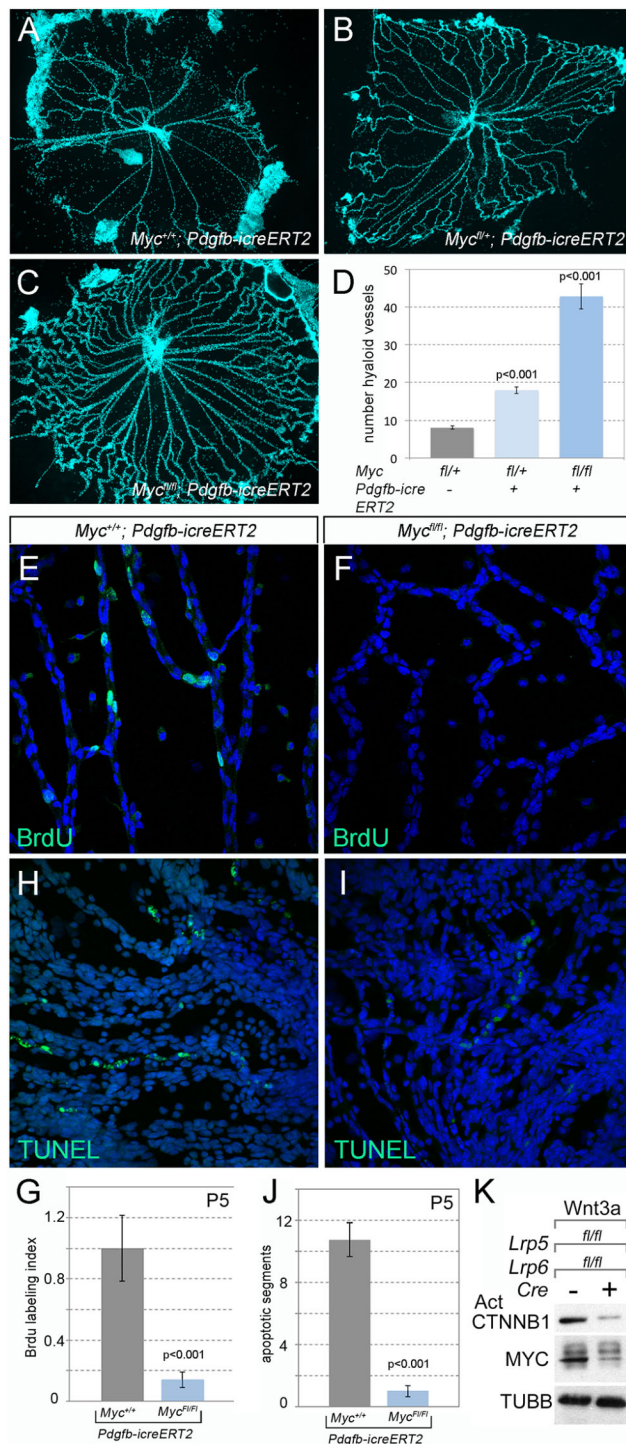 A
Myc+/+; Pdgfb-icreERT2
B
Mycfl/+; Pdgfb-icreERT2
C
Mycfl/fl; Pdgfb-icreERT2
D
number hyaloid vessels
50
40
30
20
10
0
p<0.001
p<0.001
Myc fl/+ fl/+ fl/fl
Pdgfb-icre - + +
ERT2
Myc+/+; Pdgfb-icreERT2
Mycfl/fl; Pdgfb-icreERT2
E
BrdU
F
BrdU
H
TUNEL
I
TUNEL
G
P5
Brdu labeling index
1.2
0.8
0.4
0
p<0.001
Myc+/+ MycFl/Fl
Pdgfb-icreERT2
J
P5
apoptotic segments
12
8
4
0
p<0.001
Myc+/+ MycFl/Fl
Pdgfb-icreERT2
K
Wnt3a
Lrp5 fl/fl
Lrp6 fl/fl
Cre - +
Act
CTNNB1
MYC
TUBB